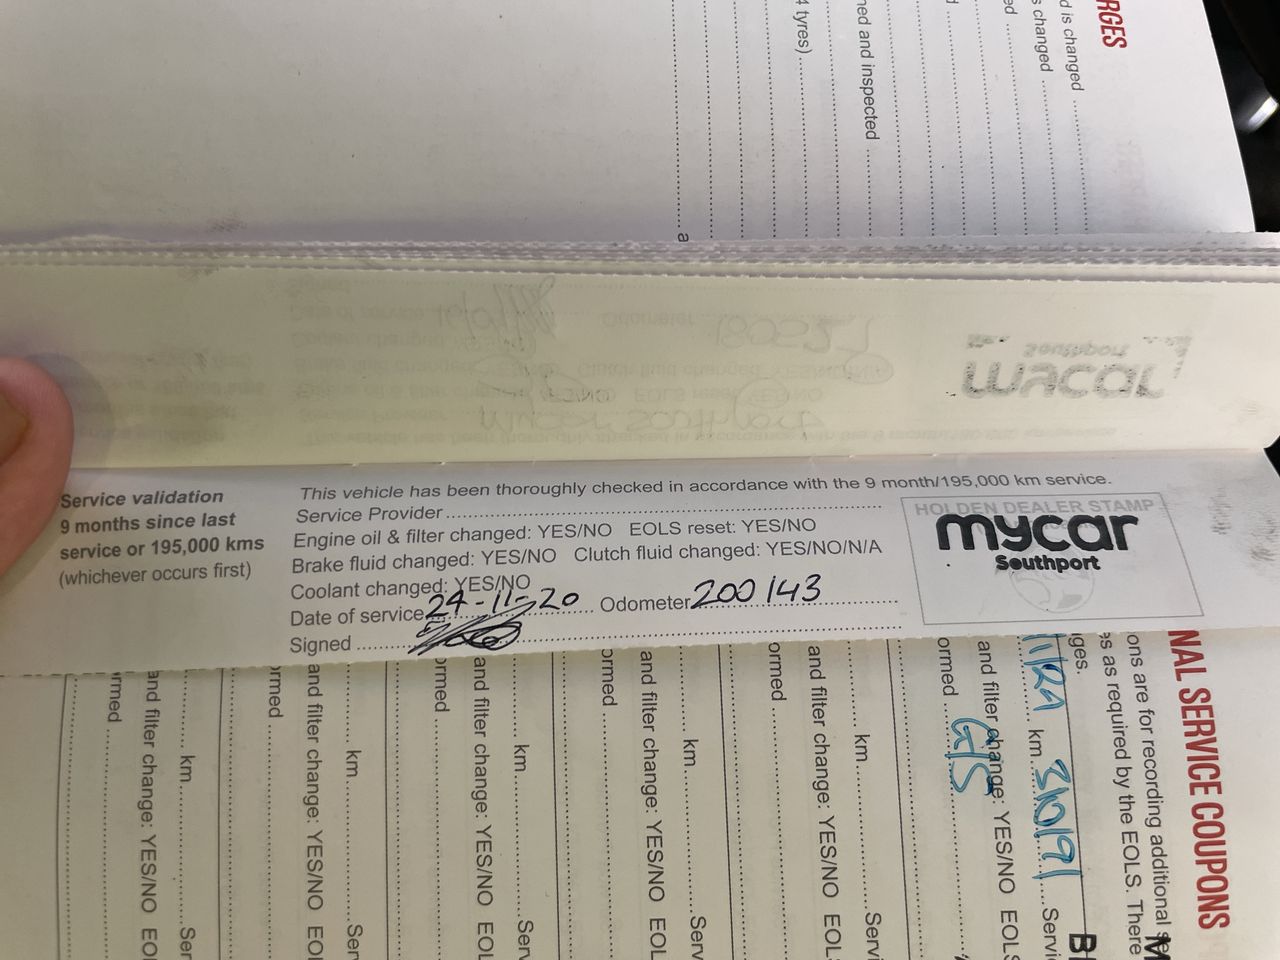 RGES
d is changed
s changed
ned and inspected
4 tyres)
a
Service validation
9 months since last
service or 195,000 kms
(whichever occurs first)
This vehicle has been thoroughly checked in accordance with the 9 month/195,000 km service.
Service Provider
Engine oil & filter changed: YES/NO EOLS reset: YES/NO
Brake fluid changed: YES/NO Clutch fluid changed: YES/NO/N/A
Coolant changed: YES/NO
Date of service 24-11-20 Odometer 200143
Signed
HOLDEN DEALER STAMP
mycar
Southport
NAL SERVICE COUPONS
ons are for recording additional
es as required by the EOLS. There
ges.
km 310191 Servi
and filter change: YES/NO EOLS
ormed G/S
km Servi
and filter change: YES/NO EOL
ormed
km Serv
and filter change: YES/NO EOL
ormed
km Serv
and filter change: YES/NO EOL
ormed
km Serv
and filter change: YES/NO EOL
ormed
km Ser
and filter change: YES/NO EOI
ormed